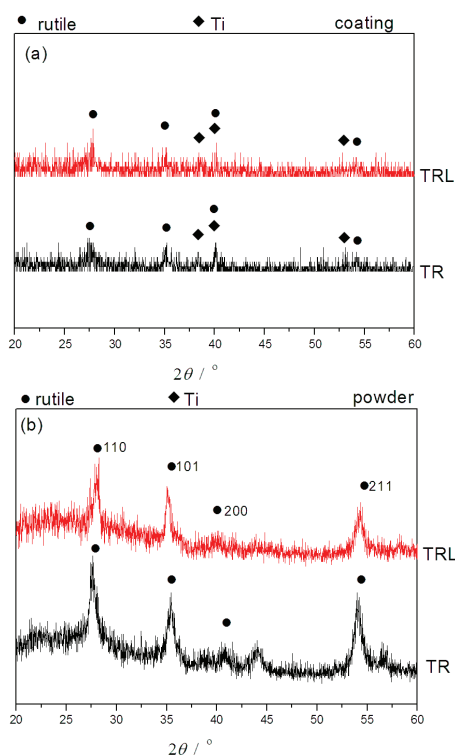 ● rutile ◆ Ti coating
(a)
TRL
TR
20 25 30 35 40 45 50 55 60
2θ / °
● rutile ◆ Ti powder
(b)
110
101
200
211
TRL
TR
20 25 30 35 40 45 50 55 60
2θ / °